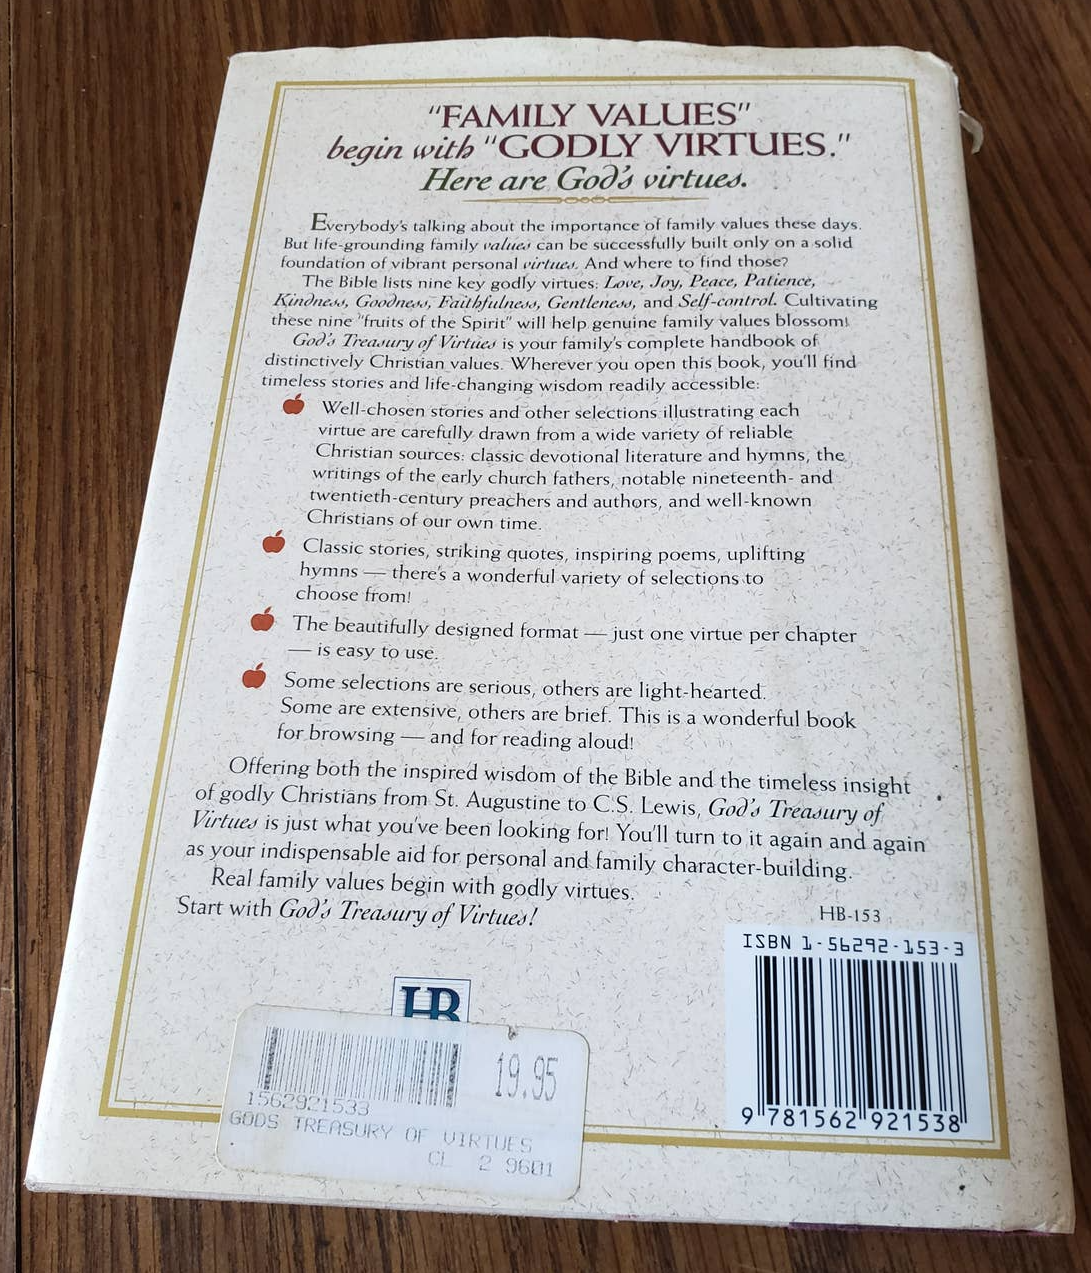 "FAMILY VALUES"
begin with "GODLY VIRTUES."
Here are God's virtues.
Everybody's talking about the importance of family values these days.
But life-grounding family values can be successfully built only on a solid
foundation of vibrant personal virtues. And where to find those?
The Bible lists nine key godly virtues: Love, Joy, Peace, Patience,
Kindness, Goodness, Faithfulness, Gentleness, and Self-control. Cultivating
these nine "fruits of the Spirit" will help genuine family values blossom!
God's Treasury of Virtues is your family's complete handbook of
distinctively Christian values. Wherever you open this book, you'll find
timeless stories and life-changing wisdom readily accessible:
Well-chosen stories and other selections illustrating each
virtue are carefully drawn from a wide variety of reliable
Christian sources: classic devotional literature and hymns, the
writings of the early church fathers, notable nineteenth- and
twentieth-century preachers and authors, and well-known
Christians of our own time.
Classic stories, striking quotes, inspiring poems, uplifting
hymns — there's a wonderful variety of selections to
choose from!
The beautifully designed format — just one virtue per chapter
— is easy to use.
Some selections are serious, others are light-hearted.
Some are extensive, others are brief. This is a wonderful book
for browsing — and for reading aloud!
Offering both the inspired wisdom of the Bible and the timeless insight
of godly Christians from St. Augustine to C.S. Lewis, God's Treasury of
Virtues is just what you've been looking for! You'll turn to it again and again
as your indispensable aid for personal and family character-building.
Real family values begin with godly virtues.
Start with God's Treasury of Virtues!
HB-153
ISBN 1-56292-153-3
9 781562 921538
HB
19.95
1562921533
GODS TREASURY OF VIRTUES
CL 2 9601